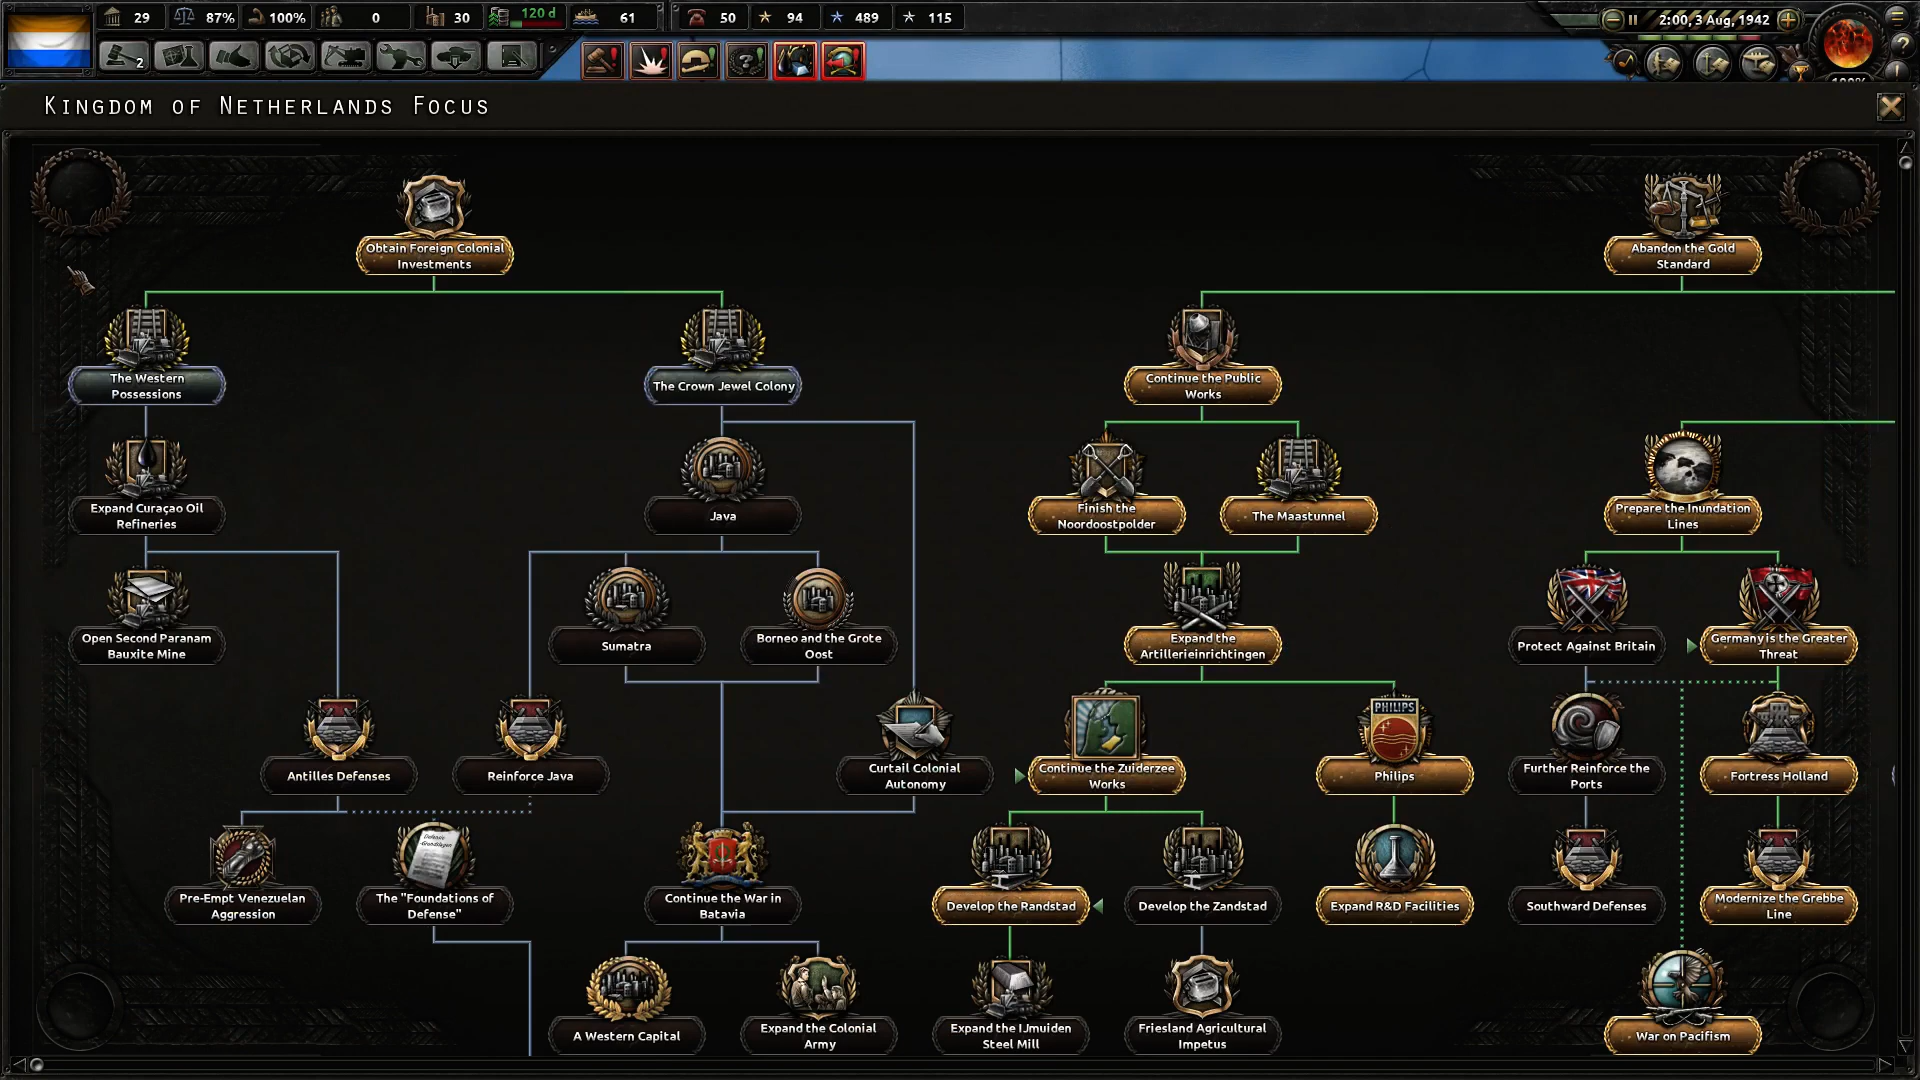 29
87%
100%
0
30
120 d
61
50
94
489
115
2:00, 3 Aug, 1942
2
Kingdom of Netherlands Focus
Obtain Foreign Colonial
Investments
Abandon the Gold
Standard
The Western
Possessions
The Crown Jewel Colony
Continue the Public
Works
Expand Curaçao Oil
Refineries
Java
Finish the
Noordoostpolder
The Maastunnel
Prepare the Inundation
Lines
Open Second Paranam
Bauxite Mine
Sumatra
Borneo and the Grote
Oost
Expand the
Artillerieinrichtingen
Protect Against Britain
Germany is the Greater
Threat
Antilles Defenses
Reinforce Java
Curtail Colonial
Autonomy
Continue the Zuiderzee
Works
PHILIPS
Philips
Further Reinforce the
Ports
Fortress Holland
Pre-Empt Venezuelan
Aggression
The "Foundations of
Defense"
Continue the War in
Batavia
Develop the Randstad
Develop the Zandstad
Expand R&D Facilities
Southward Defenses
Modernize the Grebbe
Line
A Western Capital
Expand the Colonial
Army
Expand the IJmuiden
Steel Mill
Friesland Agricultural
Impetus
War on Pacifism